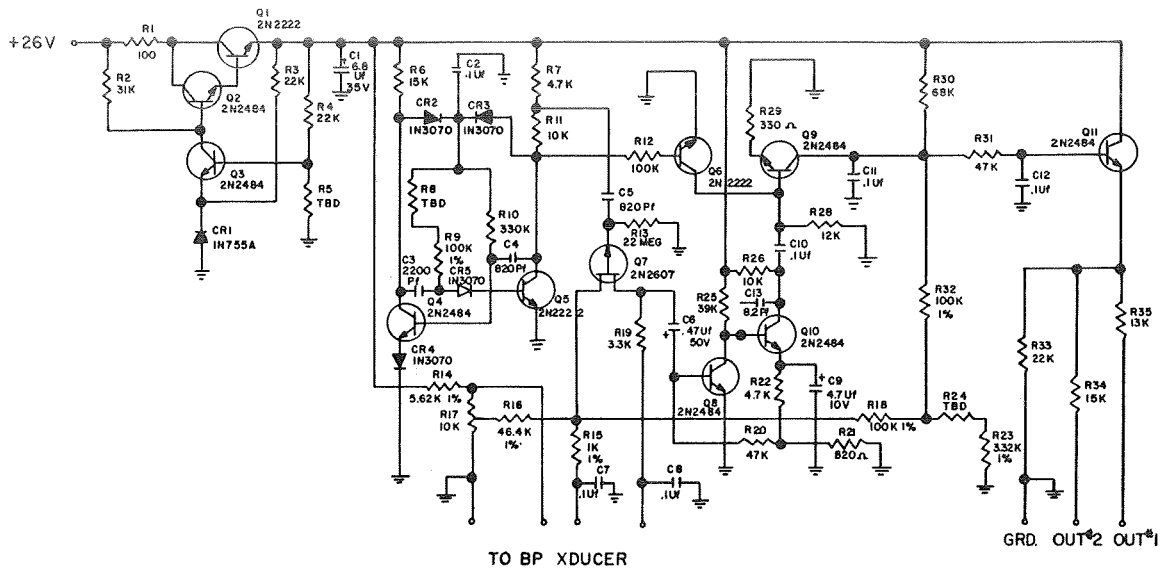 +26V
R1
100
Q1
2N2222
R2
31K
Q2
2N2484
R3
22K
R4
22K
C1
+
6.8
Uf
35V
Q3
2N2484
R5
TBD
CR1
1N755A
R6
15K
C2
.1Uf
CR2
1N3070
CR3
1N3070
R7
4.7K
R11
10K
R8
TBD
R9
100K
1%
R10
330K
C4
820Pf
C3
2200
Pf
CR5
1N3070
Q4
2N2484
Q5
2N2222
CR4
1N3070
C5
820Pf
R13
22 MEG
Q7
2N2607
R12
100K
Q6
2N2222
R29
330 Ω
Q9
2N2484
C11
.1Uf
R28
12K
C10
.1Uf
R26
10K
R25
39K
C13
8.2Pf
Q10
2N2484
R19
3.3K
C6
+
.47Uf
50V
Q8
2N2484
R22
4.7K
C9
+
4.7Uf
10V
R14
5.62K 1%
R17
10K
R16
46.4K
1%
R15
1K
1%
C7
.1Uf
C8
.1Uf
R20
47K
R21
820Ω
R18
100K 1%
R30
68K
R31
47K
C12
.1Uf
Q11
2N2484
R32
100K
1%
R24
TBD
R23
3.32K
1%
R33
22K
R34
15K
R35
13K
GRD. OUT#2 OUT#1
TO BP XDUCER